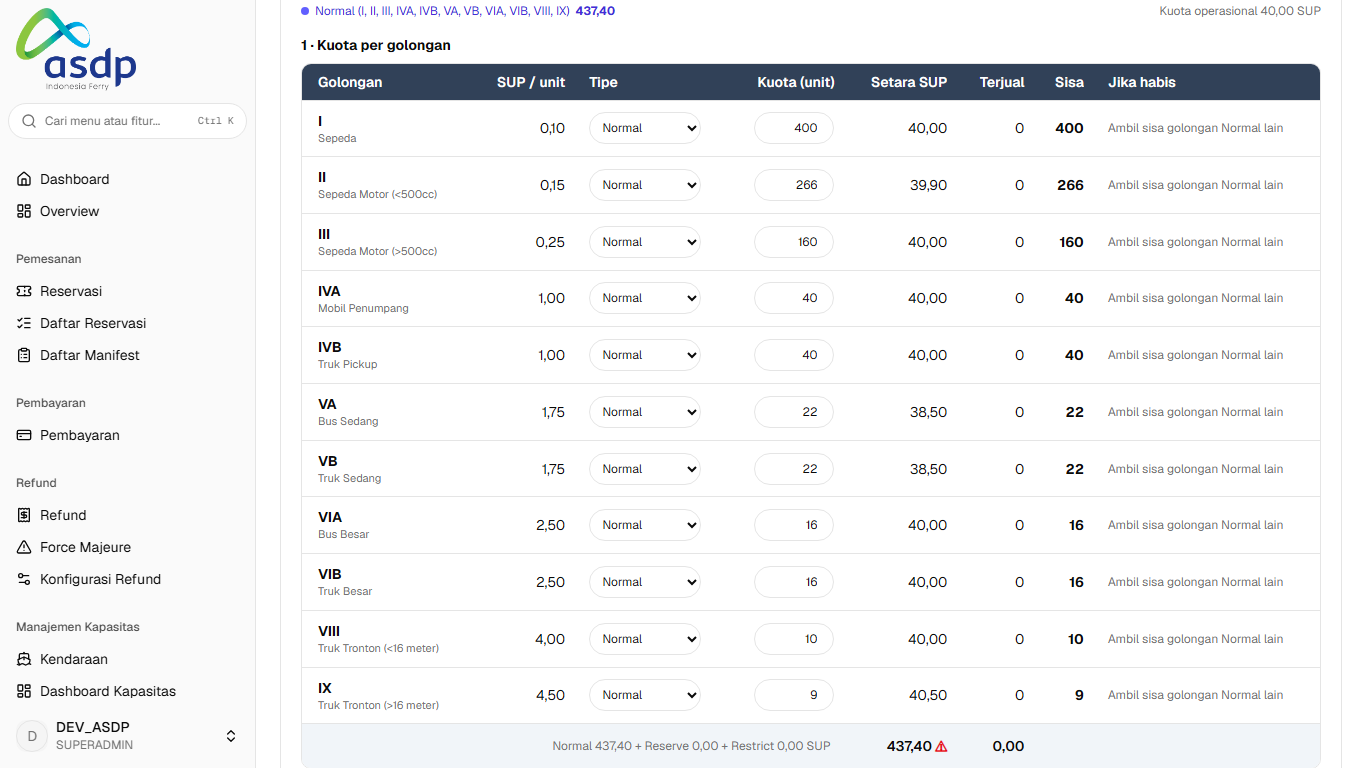 asdp
Indonesia Ferry
Cari menu atau fitur... Ctrl K
Dashboard
Overview
Pemesanan
Reservasi
Daftar Reservasi
Daftar Manifest
Pembayaran
Pembayaran
Refund
Refund
Force Majeure
Konfigurasi Refund
Manajemen Kapasitas
Kendaraan
Dashboard Kapasitas
D
DEV_ASDP
SUPERADMIN
Normal (I, II, III, IVA, IVB, VA, VB, VIA, VIB, VIII, IX) 437,40 Kuota operasional 40,00 SUP
1 · Kuota per golongan
Golongan SUP / unit Tipe Kuota (unit) Setara SUP Terjual Sisa Jika habis
I
Sepeda
0,10 Normal 400 40,00 0 400 Ambil sisa golongan Normal lain
II
Sepeda Motor (<500cc)
0,15 Normal 266 39,90 0 266 Ambil sisa golongan Normal lain
III
Sepeda Motor (>500cc)
0,25 Normal 160 40,00 0 160 Ambil sisa golongan Normal lain
IVA
Mobil Penumpang
1,00 Normal 40 40,00 0 40 Ambil sisa golongan Normal lain
IVB
Truk Pickup
1,00 Normal 40 40,00 0 40 Ambil sisa golongan Normal lain
VA
Bus Sedang
1,75 Normal 22 38,50 0 22 Ambil sisa golongan Normal lain
VB
Truk Sedang
1,75 Normal 22 38,50 0 22 Ambil sisa golongan Normal lain
VIA
Bus Besar
2,50 Normal 16 40,00 0 16 Ambil sisa golongan Normal lain
VIB
Truk Besar
2,50 Normal 16 40,00 0 16 Ambil sisa golongan Normal lain
VIII
Truk Tronton (<16 meter)
4,00 Normal 10 40,00 0 10 Ambil sisa golongan Normal lain
IX
Truk Tronton (>16 meter)
4,50 Normal 9 40,50 0 9 Ambil sisa golongan Normal lain
Normal 437,40 + Reserve 0,00 + Restrict 0,00 SUP 437,40 0,00